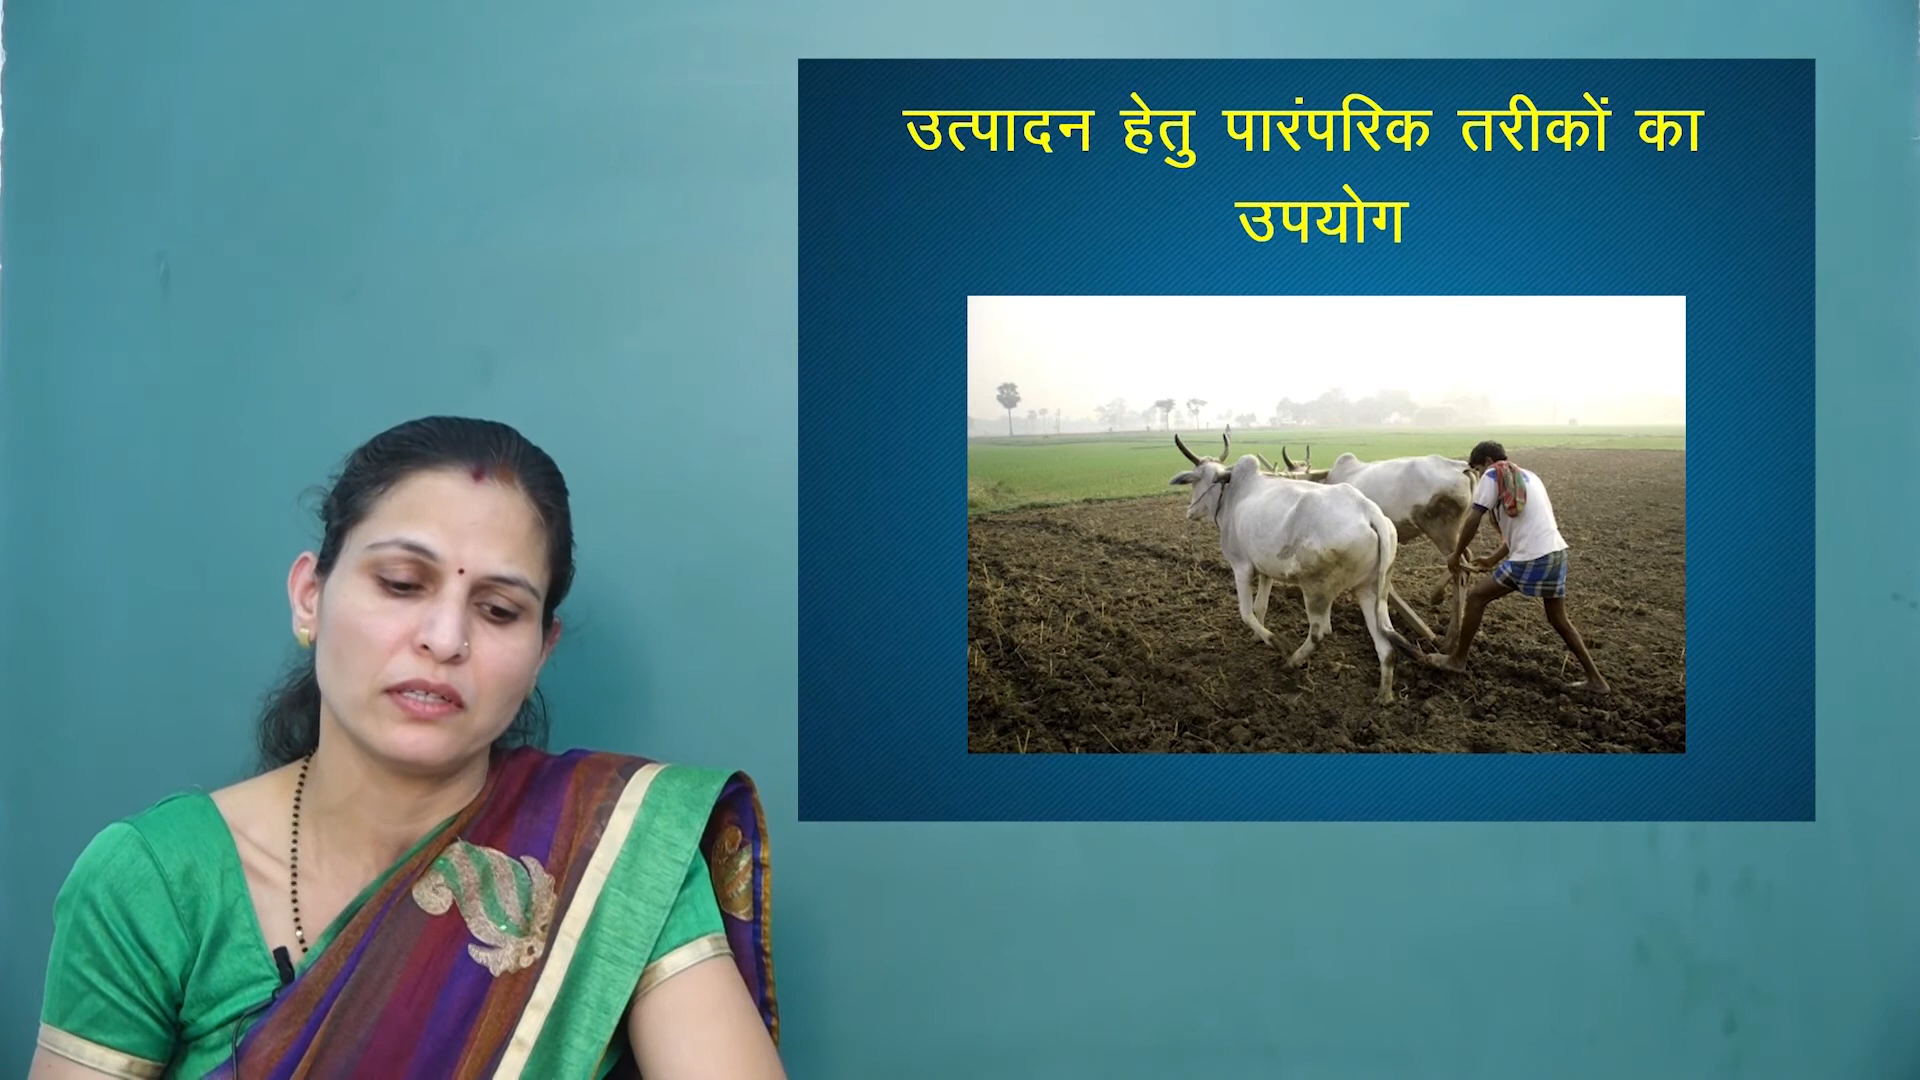 उत्पादन हेतु पारंपरिक तरीकों का
उपयोग